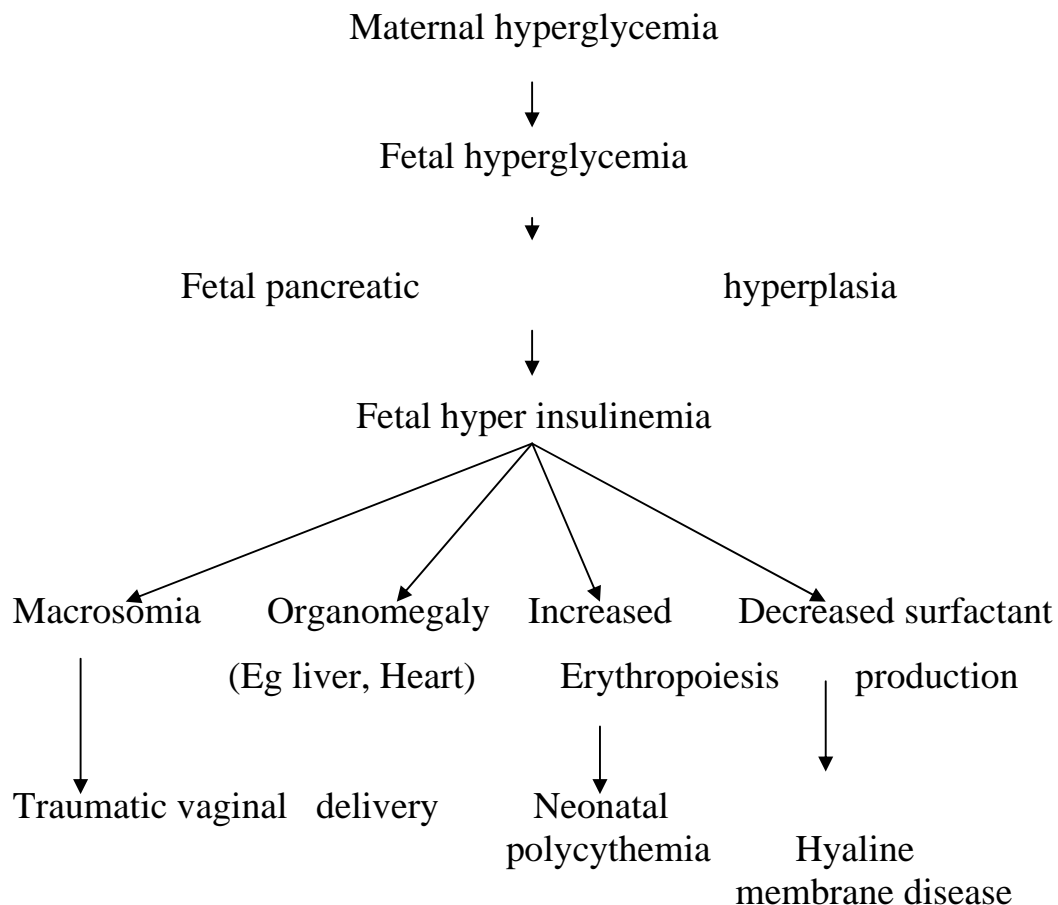 Maternal hyperglycemia
Fetal hyperglycemia
Fetal pancreatic hyperplasia
Fetal hyper insulinemia
Macrosomia Organomegaly Increased Decreased surfactant
(Eg liver, Heart) Erythropoiesis production
Traumatic vaginal delivery Neonatal
polycythemia Hyaline
membrane disease